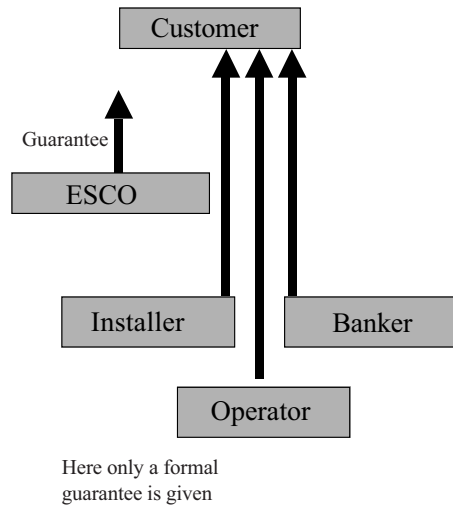 Customer
Guarantee
ESCO
Installer
Banker
Operator
Here only a formal
guarantee is given